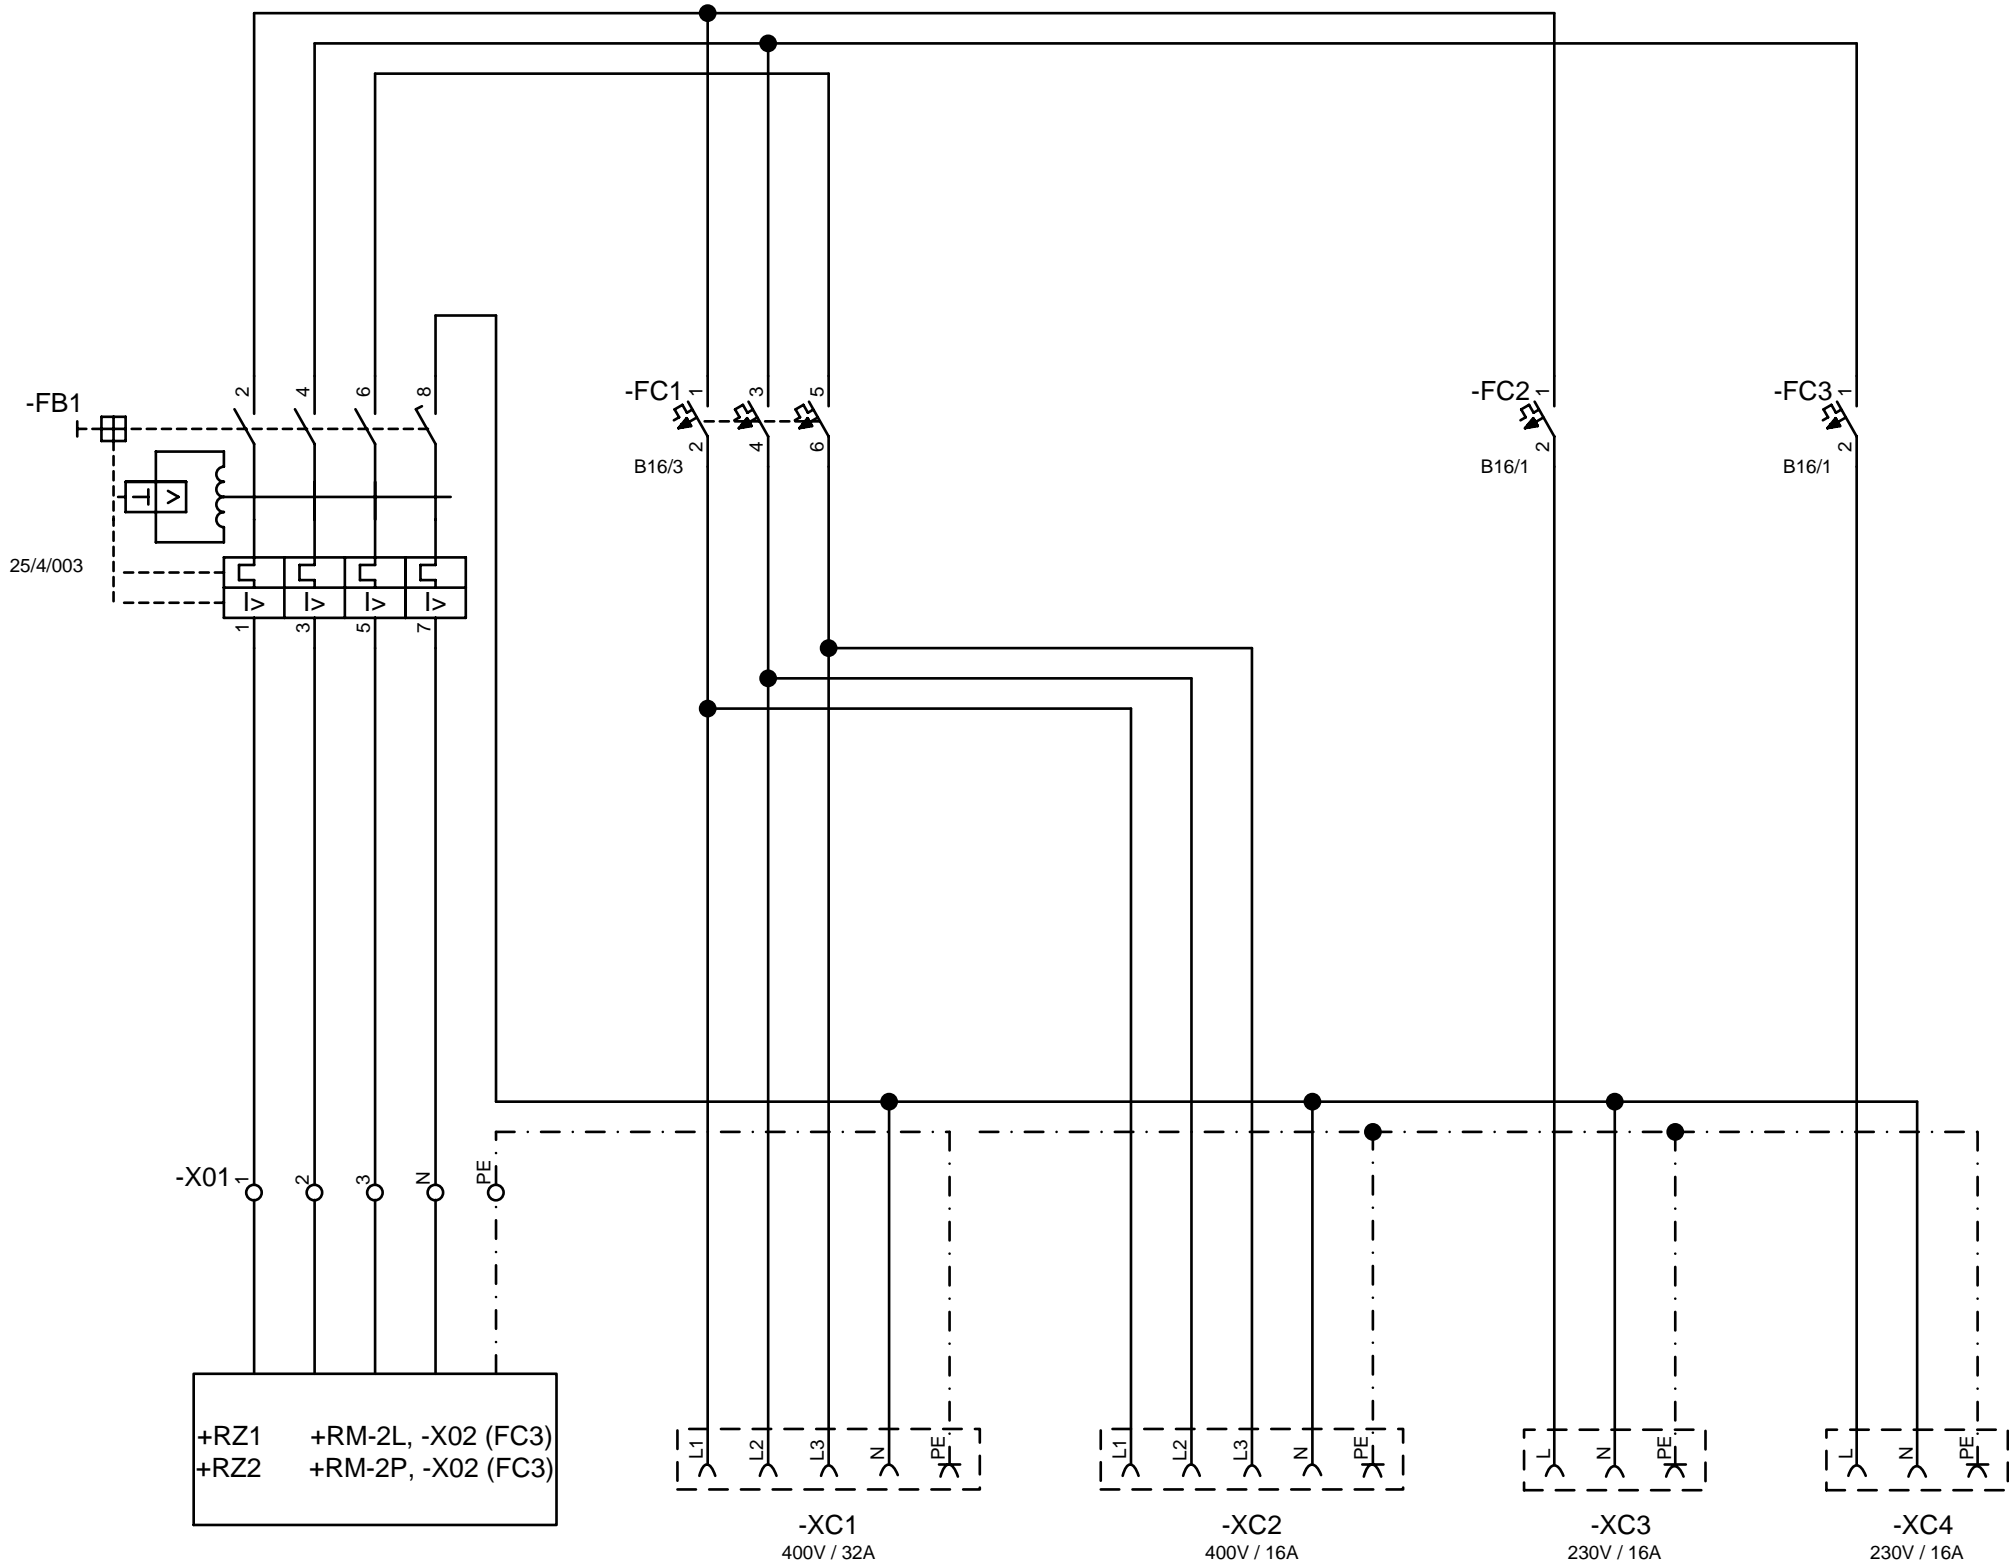 2 4 6 8
-FB1
-FC1 1 3 5
2 4 6
B16/3
-FC2 1
2
B16/1
-FC3 1
2
B16/1
I >
25/4/003
I> I> I> I>
1 3 5 7
-X01 1 2 3 N PE
+RZ1 +RM-2L, -X02 (FC3)
+RZ2 +RM-2P, -X02 (FC3)
L1 L2 L3 N PE
L1 L2 L3 N PE
L N PE
L N PE
-XC1
400V / 32A
-XC2
400V / 16A
-XC3
230V / 16A
-XC4
230V / 16A